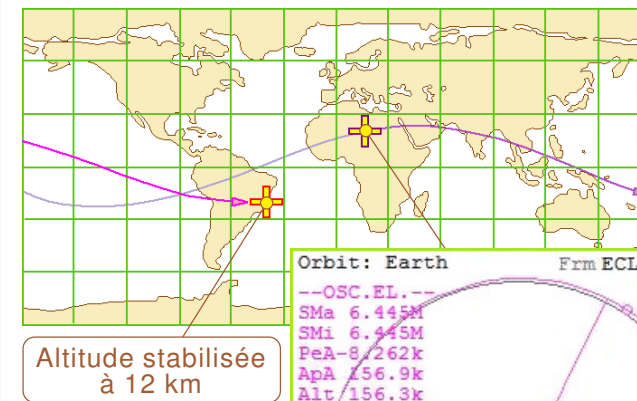 Orbit: Earth Frm ECL
--OSC.EL.--
SMa 6.445M
SMi 6.445M
PeA-8.262k
ApA 156.9k
Alt 156.3k
Altitude stabilisée
à 12 km